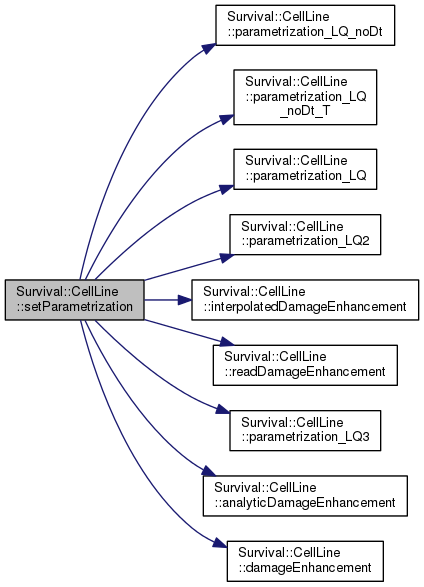 Survival::CellLine
::parametrization_LQ_noDt
Survival::CellLine
::parametrization_LQ
_noDt_T
Survival::CellLine
::parametrization_LQ
Survival::CellLine
::parametrization_LQ2
Survival::CellLine
::setParametrization
Survival::CellLine
::interpolatedDamageEnhancement
Survival::CellLine
::readDamageEnhancement
Survival::CellLine
::parametrization_LQ3
Survival::CellLine
::analyticDamageEnhancement
Survival::CellLine
::damageEnhancement